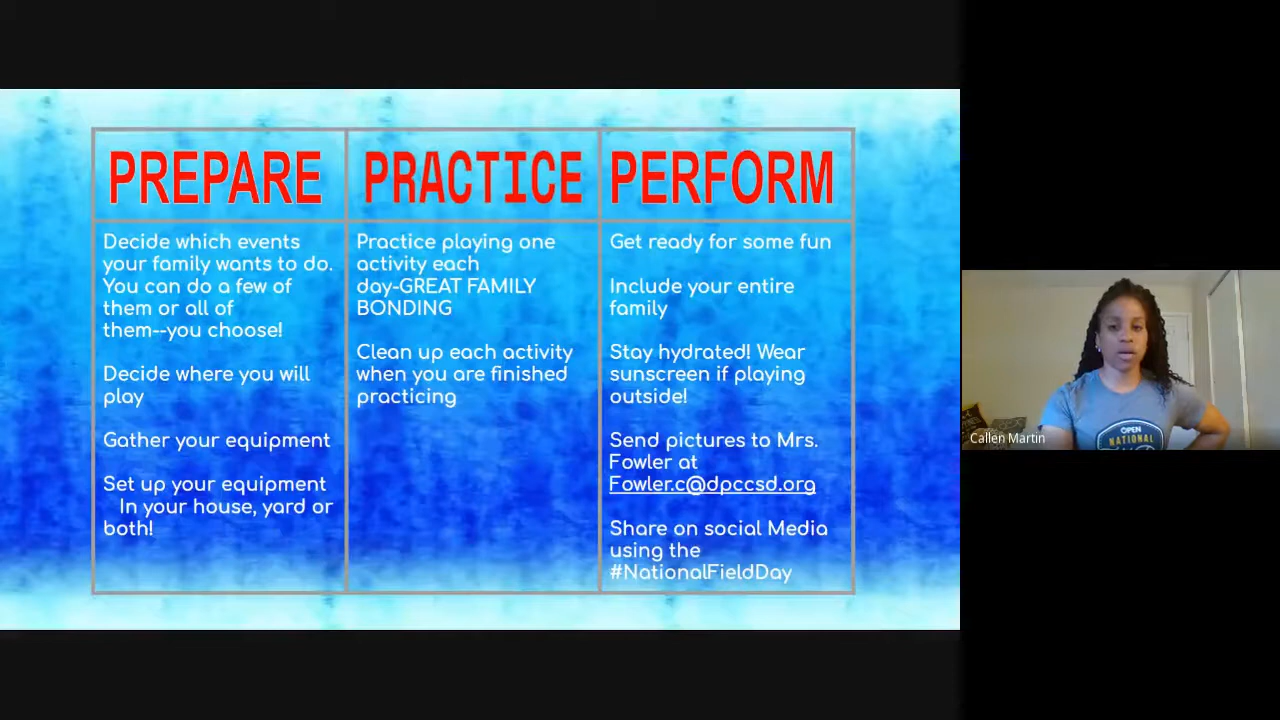 PREPARE
PRACTICE
PERFORM
Decide which events
your family wants to do.
You can do a few of
them or all of
them--you choose!
Decide where you will
play
Gather your equipment
Set up your equipment
In your house, yard or
both!
Practice playing one
activity each
day-GREAT FAMILY
BONDING
Clean up each activity
when you are finished
practicing
Get ready for some fun
Include your entire
family
Stay hydrated! Wear
sunscreen if playing
outside!
Send pictures to Mrs.
Fowler at
Fowler.c@dpccsd.org
Share on social Media
using the
#NationalFieldDay
Callen Martin
OPEN
NATIONAL